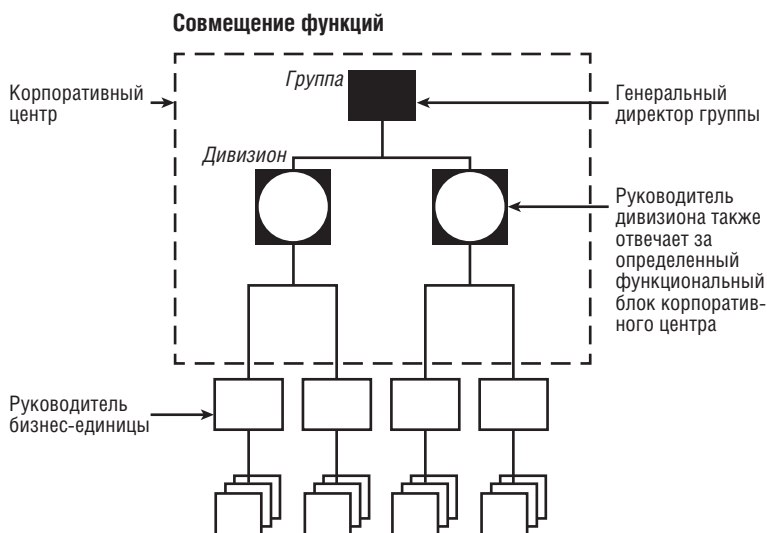 Совмещение функций
Группа
Корпоративный
центр
Генеральный
директор группы
Дивизион
Руководитель
дивизиона также
отвечает за
определенный
функциональный
блок корпоратив-
ного центра
Руководитель
бизнес-единицы